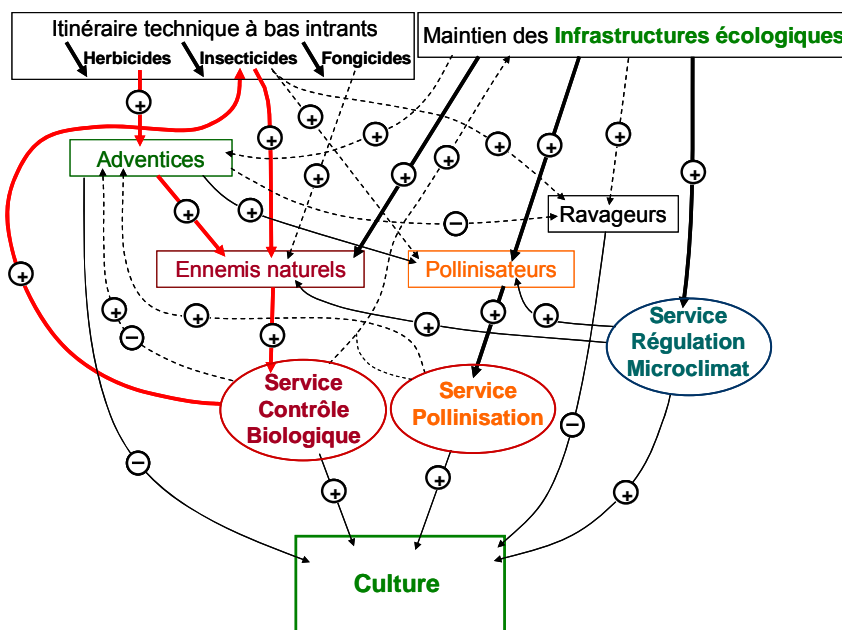 Itinéraire technique à bas intrants
Herbicides Insecticides Fongicides
Maintien des Infrastructures écologiques
+
+
+
+
+
+
+
+
+
Adventices
+
+
−
Ravageurs
Ennemis naturels
Pollinisateurs
+
+
+
+
+
+
+
−
+
Service
Régulation
Microclimat
Service
Contrôle
Biologique
Service
Pollinisation
−
−
+
+
+
Culture